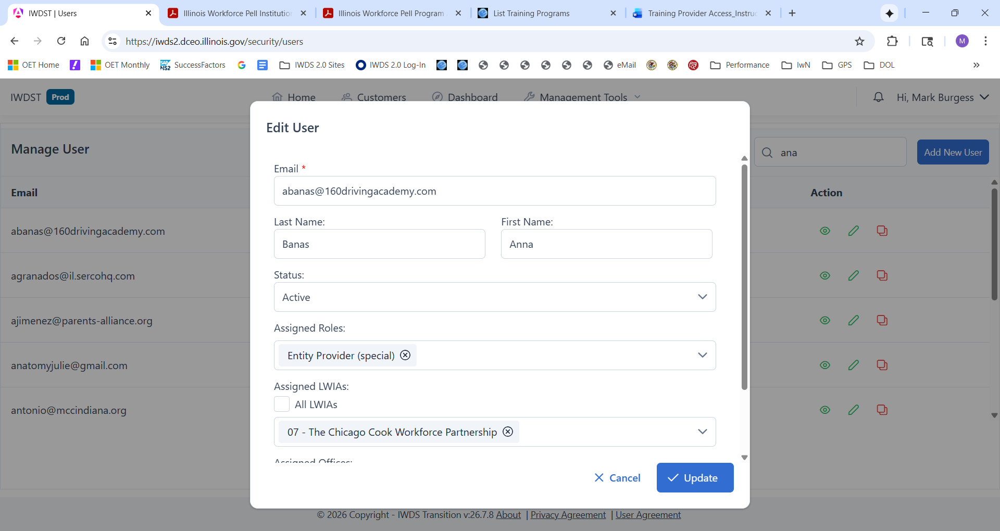 IWDST | Users
Illinois Workforce Pell Institution
Illinois Workforce Pell Program
List Training Programs
Training Provider Access_Instruc
https://iwds2.dceo.illinois.gov/security/users
M
OET Home
OET Monthly
SAP NS2
SuccessFactors
IWDS 2.0 Sites
IWDS 2.0 Log-In
eMail
Performance
IwN
GPS
DOL
IWDST Prod
Home
Customers
Dashboard
Management Tools
Hi, Mark Burgess
Manage User
ana
Add New User
Email
Action
abanas@160drivingacademy.com
agranados@il.sercohq.com
ajimenez@parents-alliance.org
anatomyjulie@gmail.com
antonio@mccindiana.org
Edit User
Email *
abanas@160drivingacademy.com
Last Name:
First Name:
Banas
Anna
Status:
Active
Assigned Roles:
Entity Provider (special)
Assigned LWIAs:
All LWIAs
07 - The Chicago Cook Workforce Partnership
Assigned Offices:
Cancel
Update
© 2026 Copyright - IWDS Transition v:26.7.8 About | Privacy Agreement | User Agreement